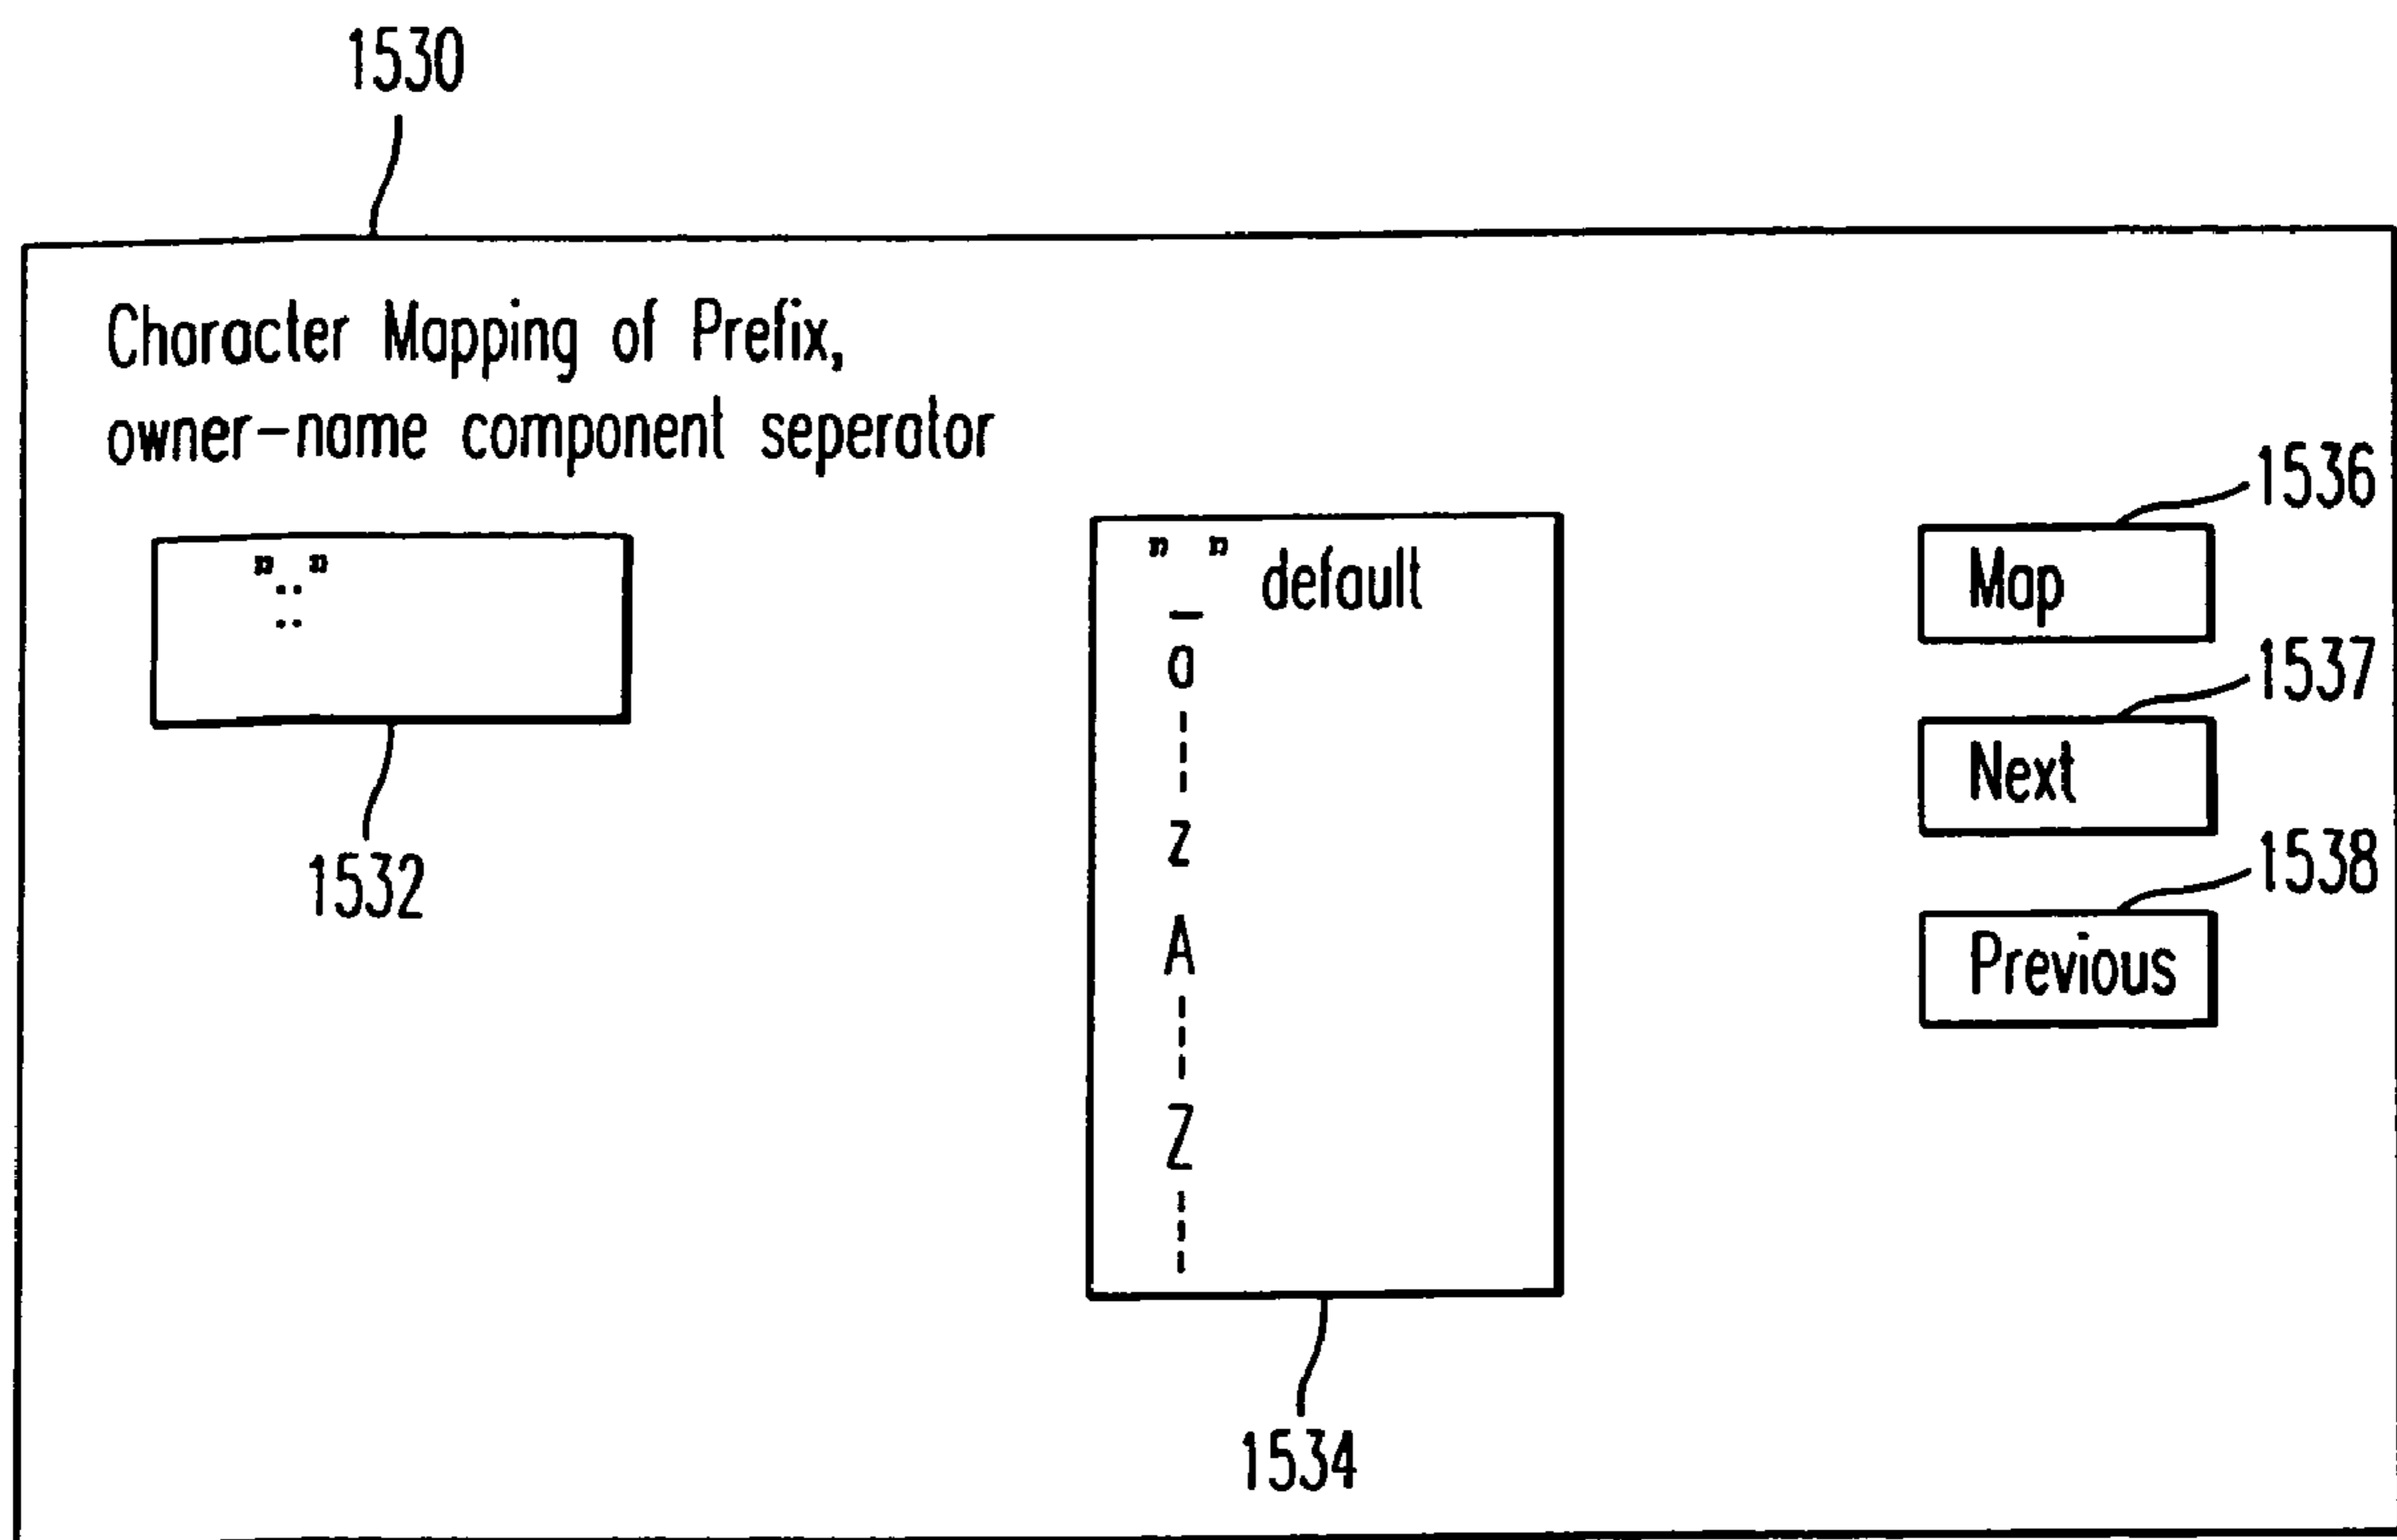 1530
Character Mapping of Prefix,
owner-name component seperator
" "
::
" " default
_
a
z
A
Z
Map
Next
Previous
1536
1537
1538
1532
1534